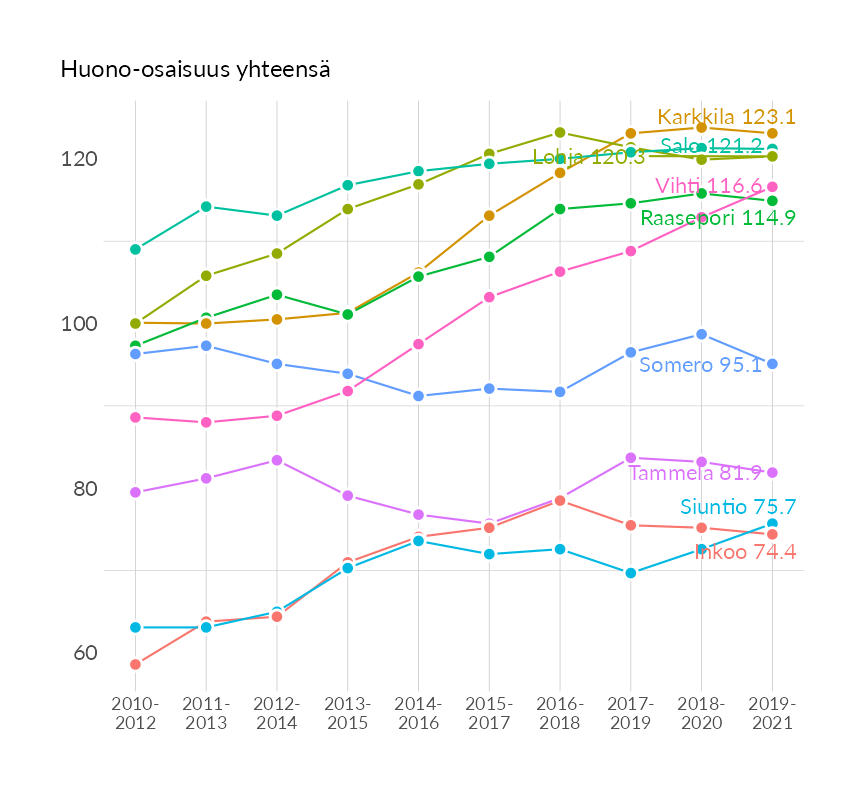 Huono-osaisuus yhteensä
Karkkila 123.1
Salo 121.2
Lohja 120.3
Vihti 116.6
Raasepori 114.9
Somero 95.1
Tammela 81.9
Siuntio 75.7
Inkoo 74.4
120
100
80
60
2010-
2012
2011-
2013
2012-
2014
2013-
2015
2014-
2016
2015-
2017
2016-
2018
2017-
2019
2018-
2020
2019-
2021